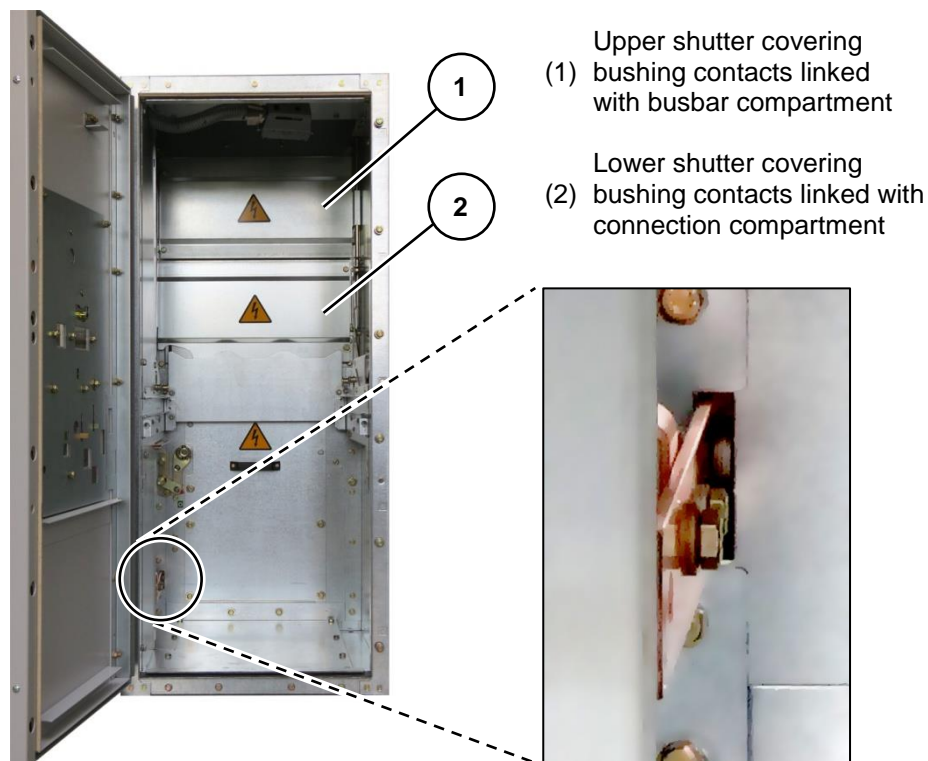 1
2
Upper shutter covering
(1) bushing contacts linked
with busbar compartment
Lower shutter covering
(2) bushing contacts linked with
connection compartment